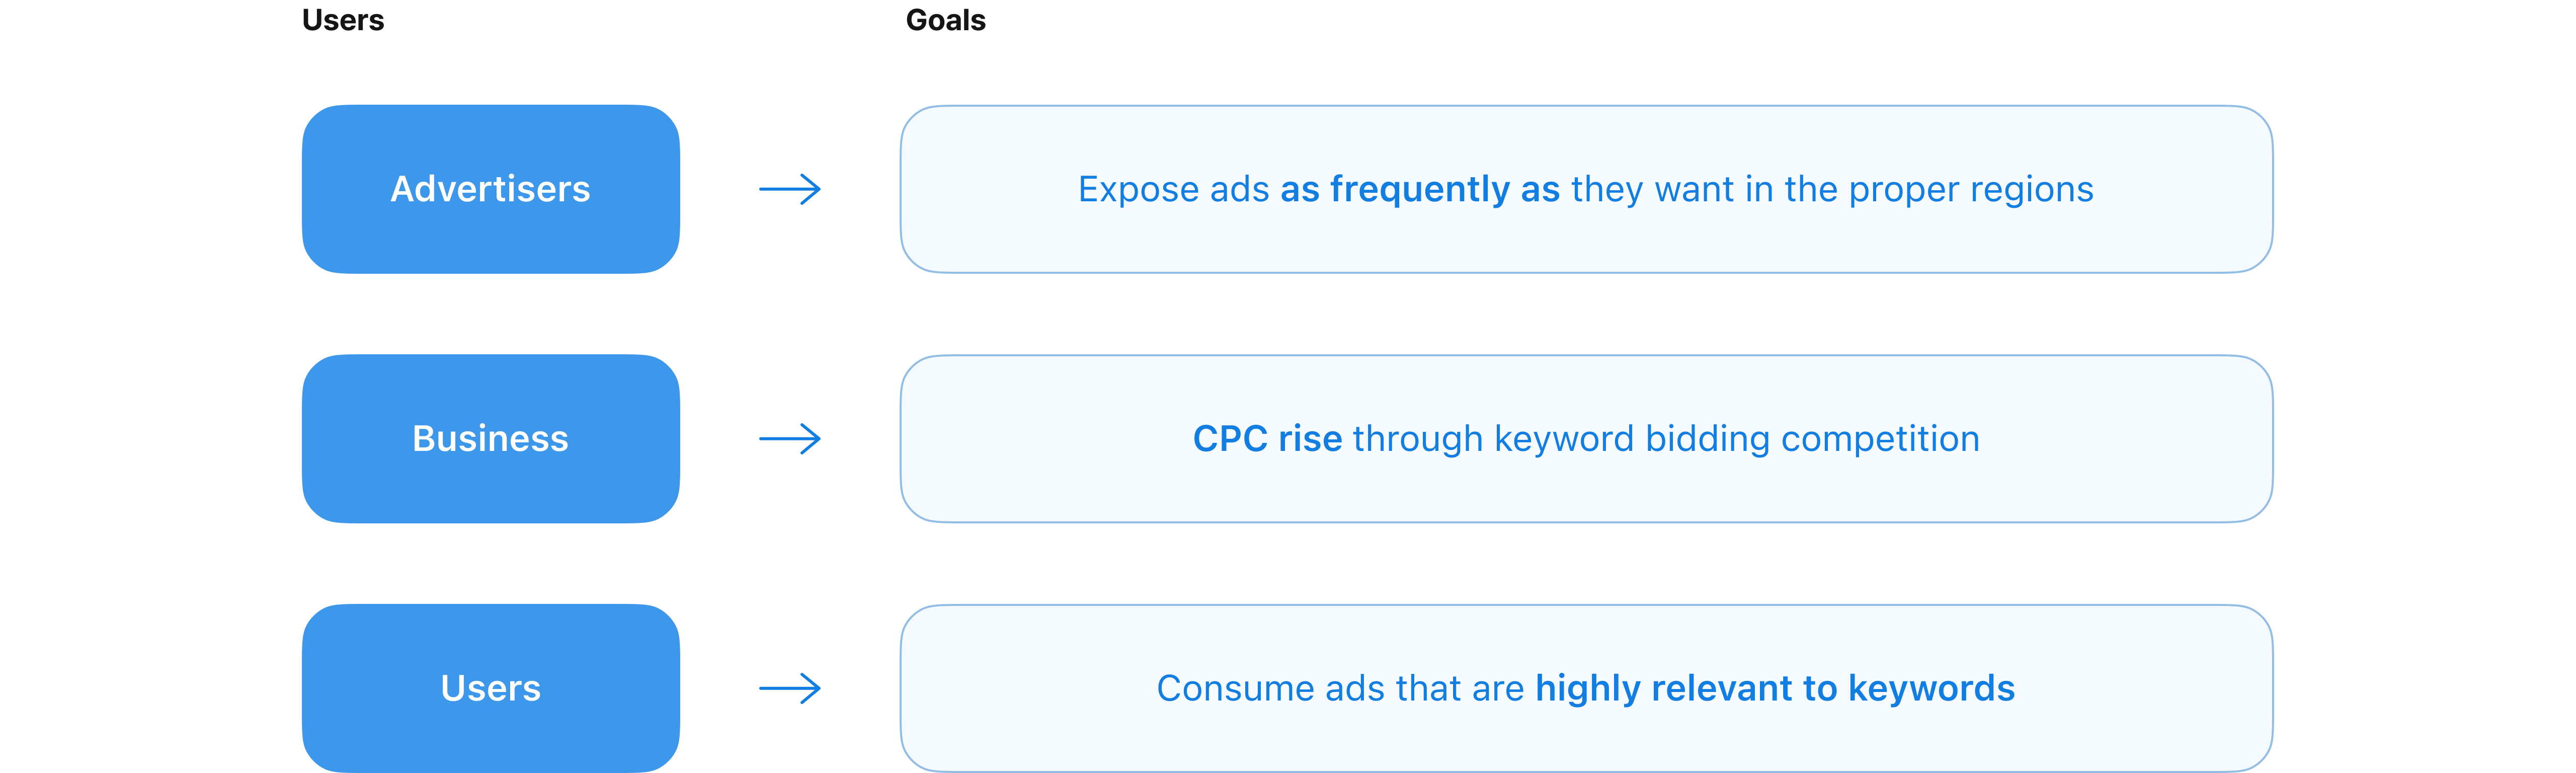 Users
Goals
Advertisers
Expose ads as frequently as they want in the proper regions
Business
CPC rise through keyword bidding competition
Users
Consume ads that are highly relevant to keywords